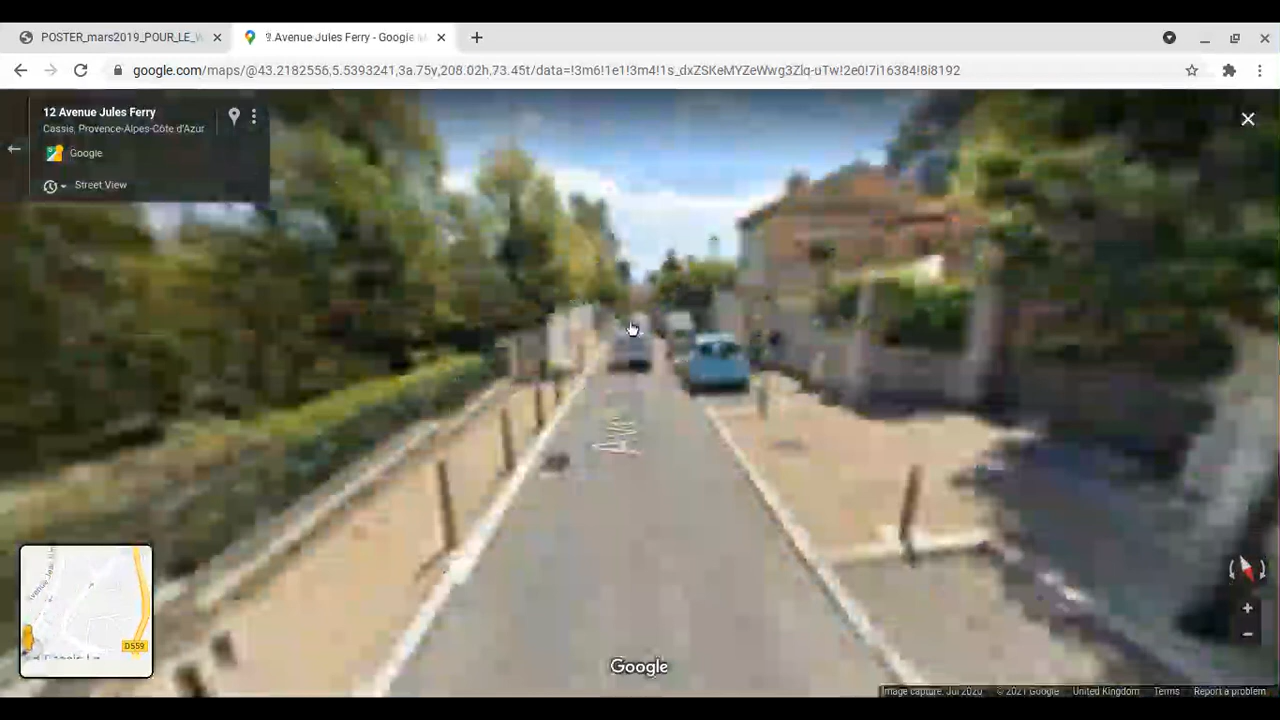 POSTER_mars2019_POUR_LE_W
Avenue Jules Ferry - Google
google.com/maps/@43.2182556,5.5393241,3a.75y,208.02h,73.45t/data=!3m6!1e1!3m4!1s_dxZSKeMYZeWwg3Zlq-uTw!2e0!7i16384!8i8192
12 Avenue Jules Ferry
Cassis, Provence-Alpes-Côte d'Azur
Google
Street View
Ave
D559
Google
Image capture: Jul 2020 © 2021 Google United Kingdom Terms Report a problem